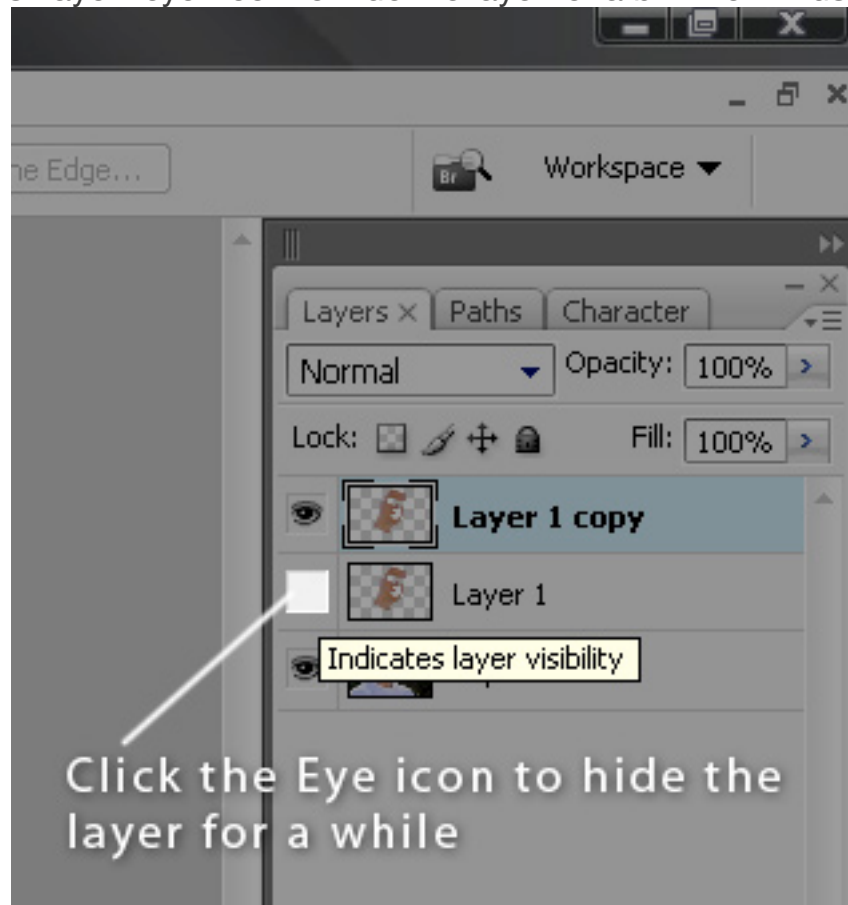 ne Edge...
Br
Workspace
Layers × Paths Character
Normal Opacity: 100%
Lock: Fill: 100%
Layer 1 copy
Layer 1
Indicates layer visibility
Click the Eye icon to hide the
layer for a while